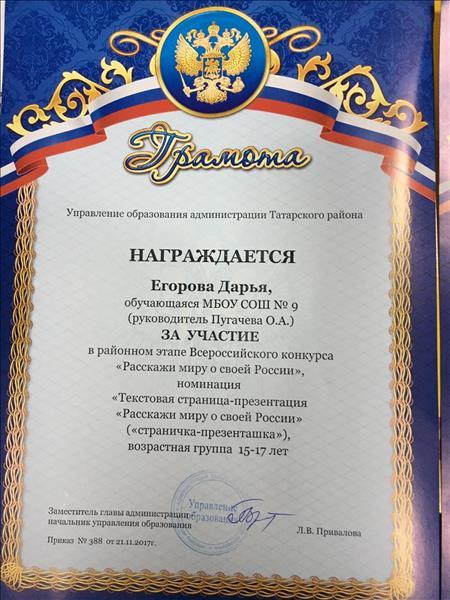 Грамота
Управление образования администрации Татарского района
НАГРАЖДАЕТСЯ
Егорова Дарья,
обучающаяся МБОУ СОШ № 9
(руководитель Пугачева О.А.)
ЗА УЧАСТИЕ
в районном этапе Всероссийского конкурса
«Расскажи миру о своей России»,
номинация
«Текстовая страница-презентация
«Расскажи миру о своей России»
(«страничка-презенташка»),
возрастная группа 15-17 лет
Управление
образования
Заместитель главы администрации
начальник управления образования
Л.В. Привалова
Приказ № 388 от 21.11.2017г.